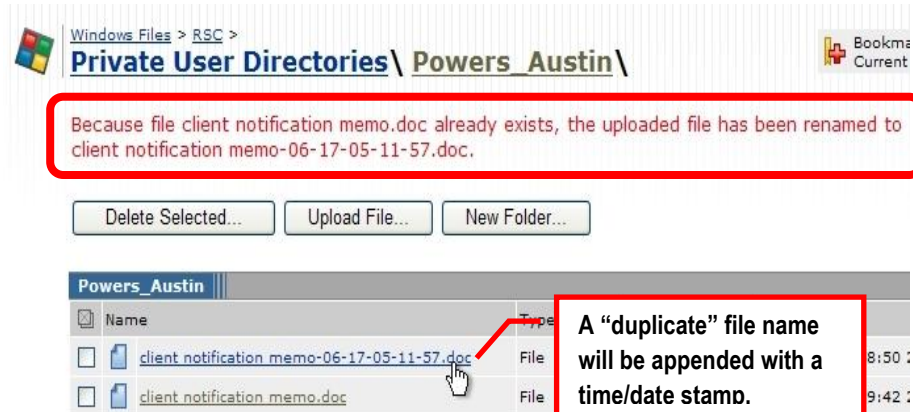 Windows Files > RSC >
Private User Directories\ Powers_Austin\
Current
Because file client notification memo.doc already exists, the uploaded file has been renamed to
client notification memo-06-17-05-11-57.doc.
Delete Selected... Upload File... New Folder...
Powers_Austin
Name Type
client notification memo-06-17-05-11-57.doc File 8:50 2
client notification memo.doc File 9:42 2
A “duplicate” file name
will be appended with a
time/date stamp.